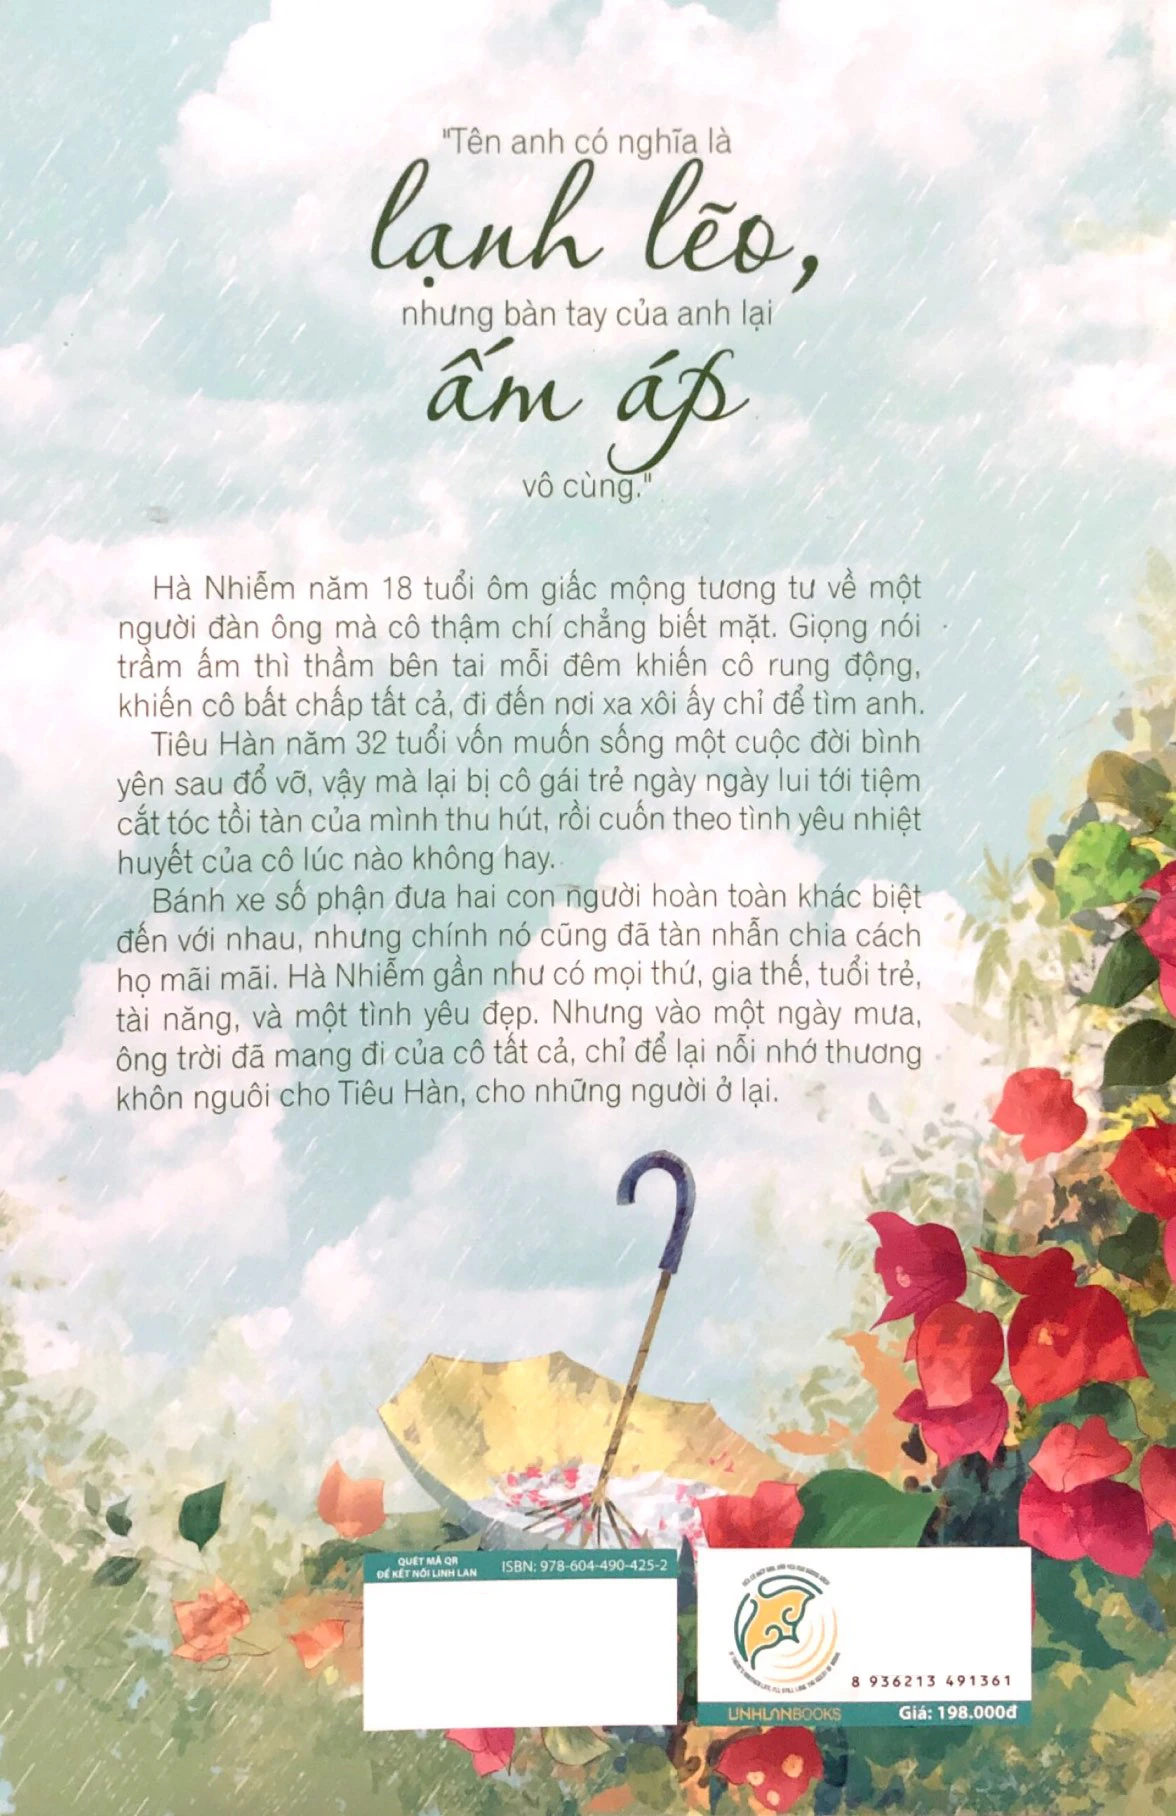 "Tên anh có nghĩa là
lạnh lẽo,
nhưng bàn tay của anh lại
ấm áp
vô cùng."
Hà Nhiễm năm 18 tuổi ôm giấc mộng tương tư về một
người đàn ông mà cô thậm chí chẳng biết mặt. Giọng nói
trầm ấm thì thầm bên tai mỗi đêm khiến cô rung động,
khiến cô bất chấp tất cả, đi đến nơi xa xôi ấy chỉ để tìm anh.
Tiêu Hàn năm 32 tuổi vốn muốn sống một cuộc đời bình
yên sau đổ vỡ, vậy mà lại bị cô gái trẻ ngày ngày lui tới tiệm
cắt tóc tồi tàn của mình thu hút, rồi cuốn theo tình yêu nhiệt
huyết của cô lúc nào không hay.
Bánh xe số phận đưa hai con người hoàn toàn khác biệt
đến với nhau, nhưng chính nó cũng đã tàn nhẫn chia cách
họ mãi mãi. Hà Nhiễm gần như có mọi thứ, gia thế, tuổi trẻ,
tài năng, và một tình yêu đẹp. Nhưng vào một ngày mưa,
ông trời đã mang đi của cô tất cả, chỉ để lại nỗi nhớ thương
khôn nguôi cho Tiêu Hàn, cho những người ở lại.
QUÉT MÃ QR
ĐỂ KẾT NỐI LINH LAN
ISBN: 978-604-490-425-2
8 936213 491361
LINHLANBOOKS
Giá: 198.000đ